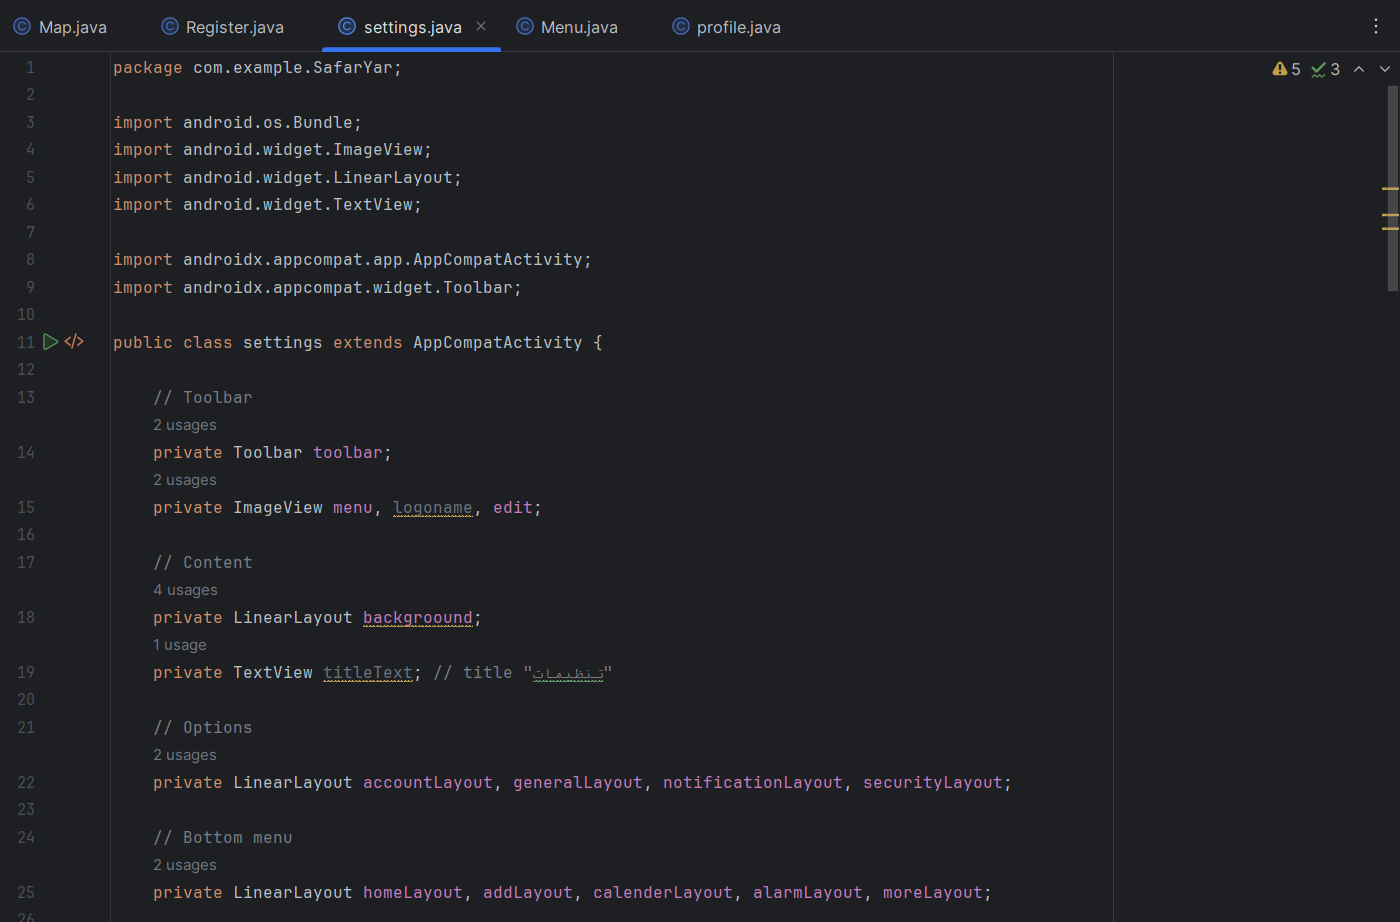 Map.java Register.java settings.java Menu.java profile.java
5 3
1 package com.example.SafarYar;
2
3 import android.os.Bundle;
4 import android.widget.ImageView;
5 import android.widget.LinearLayout;
6 import android.widget.TextView;
7
8 import androidx.appcompat.app.AppCompatActivity;
9 import androidx.appcompat.widget.Toolbar;
10
11 public class settings extends AppCompatActivity {
12
13 // Toolbar
2 usages
14 private Toolbar toolbar;
2 usages
15 private ImageView menu, logoname, edit;
16
17 // Content
4 usages
18 private LinearLayout backgroound;
1 usage
19 private TextView titleText; // title "تنظیمات"
20
21 // Options
2 usages
22 private LinearLayout accountLayout, generalLayout, notificationLayout, securityLayout;
23
24 // Bottom menu
2 usages
25 private LinearLayout homeLayout, addLayout, calenderLayout, alarmLayout, moreLayout;
26